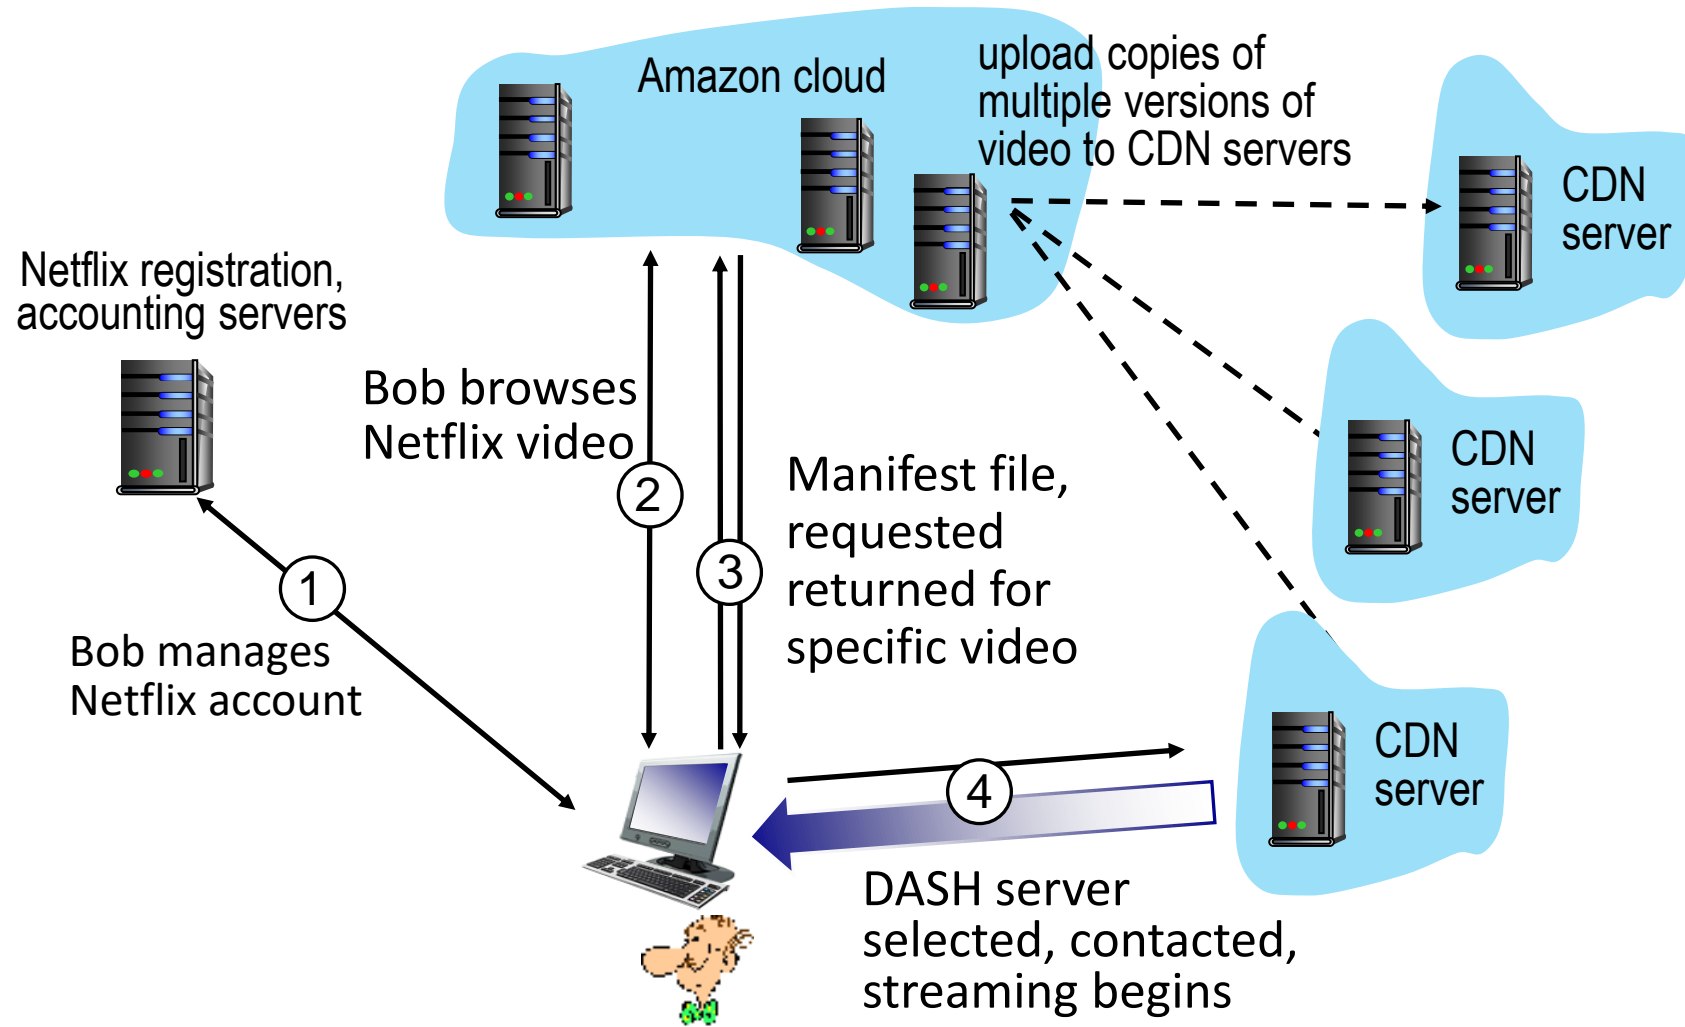 Amazon cloud
upload copies of
multiple versions of
video to CDN servers
CDN
server
Netflix registration,
accounting servers
Bob browses
Netflix video
2
CDN
server
Manifest file,
requested
returned for
specific video
3
1
Bob manages
Netflix account
CDN
server
4
DASH server
selected, contacted,
streaming begins